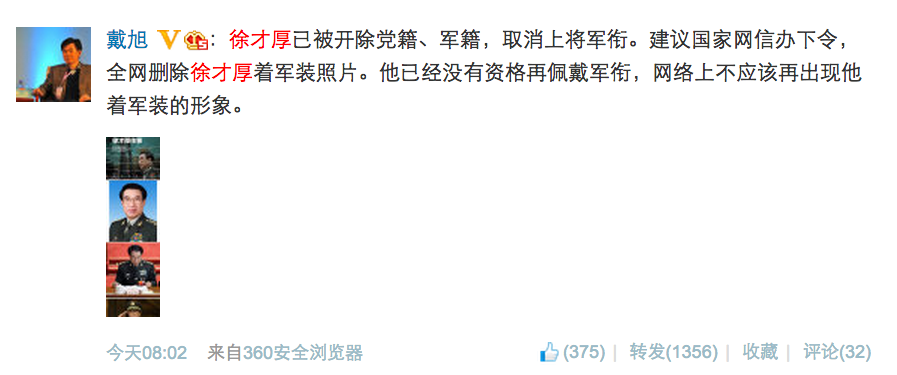 戴旭 V ：徐才厚已被开除党籍、军籍，取消上将军衔。建议国家网信办下令，
全网删除徐才厚着军装照片。他已经没有资格再佩戴军衔，网络上不应该再出现他
着军装的形象。
今天08:02 来自360安全浏览器 (375) | 转发(1356) | 收藏 | 评论(32)